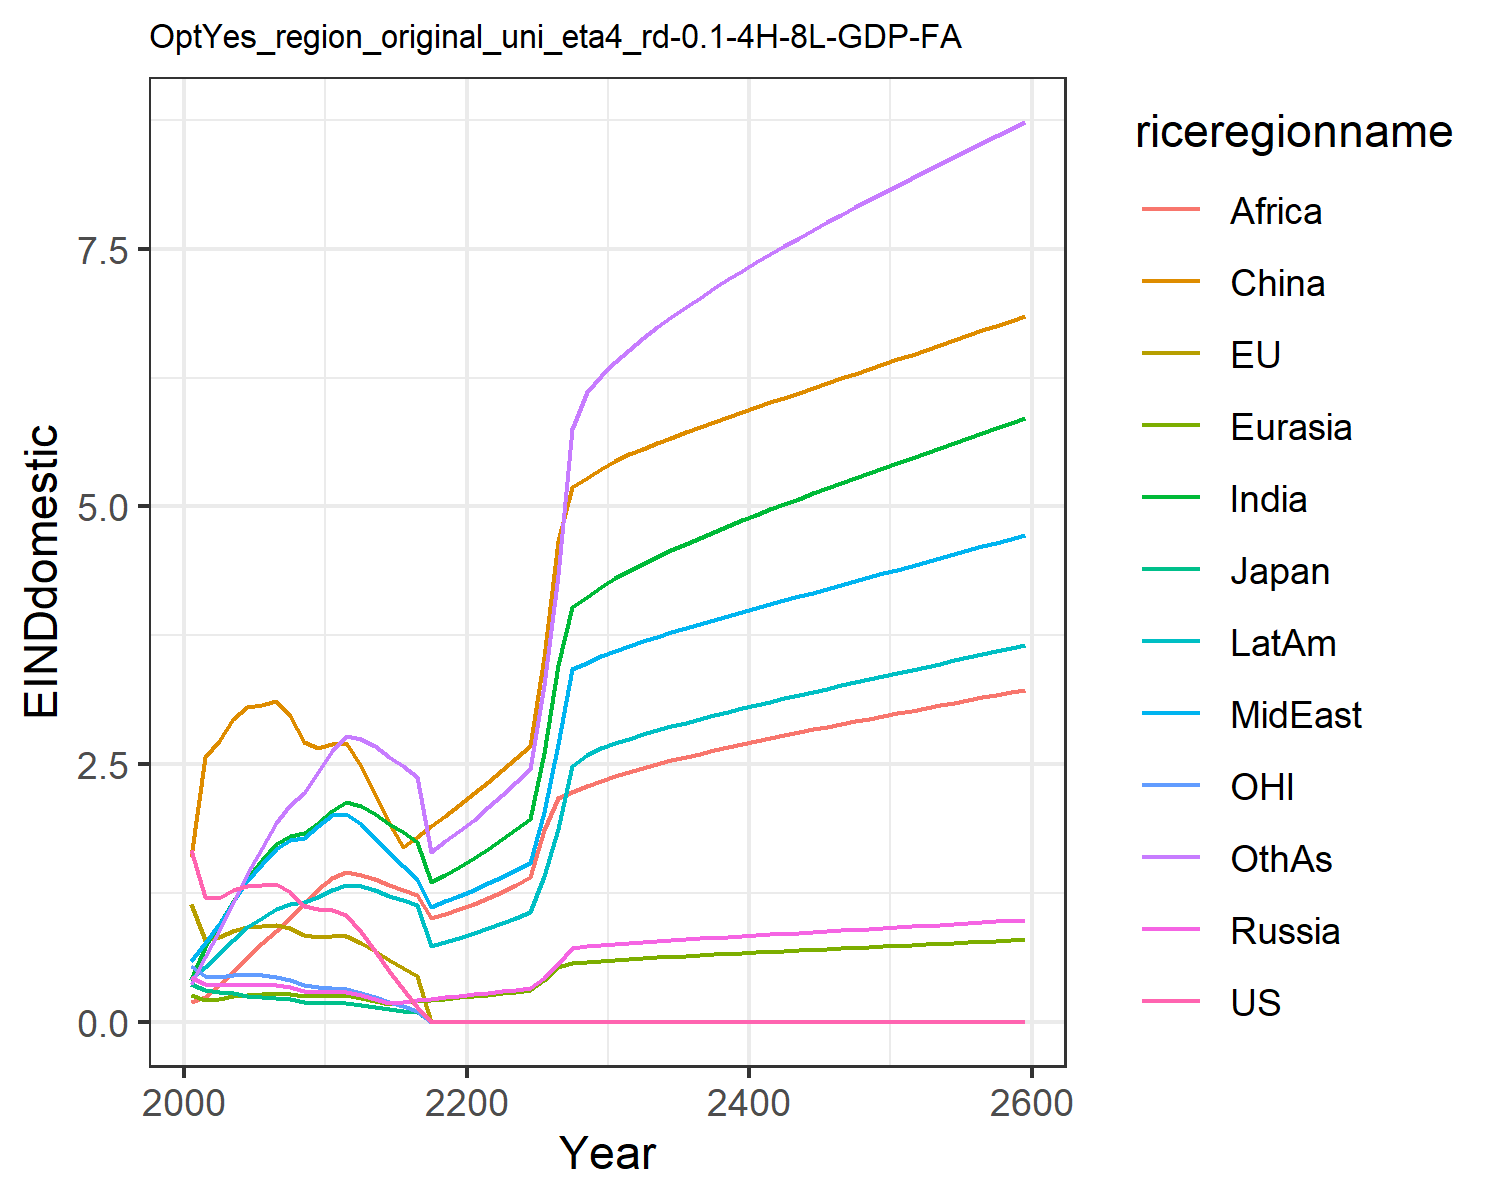 OptYes_region_original_uni_eta4_rd-0.1-4H-8L-GDP-FA
EINDdomestic
7.5
5.0
2.5
0.0
2000 2200 2400 2600
Year
riceregionname
Africa
China
EU
Eurasia
India
Japan
LatAm
MidEast
OHI
OthAs
Russia
US